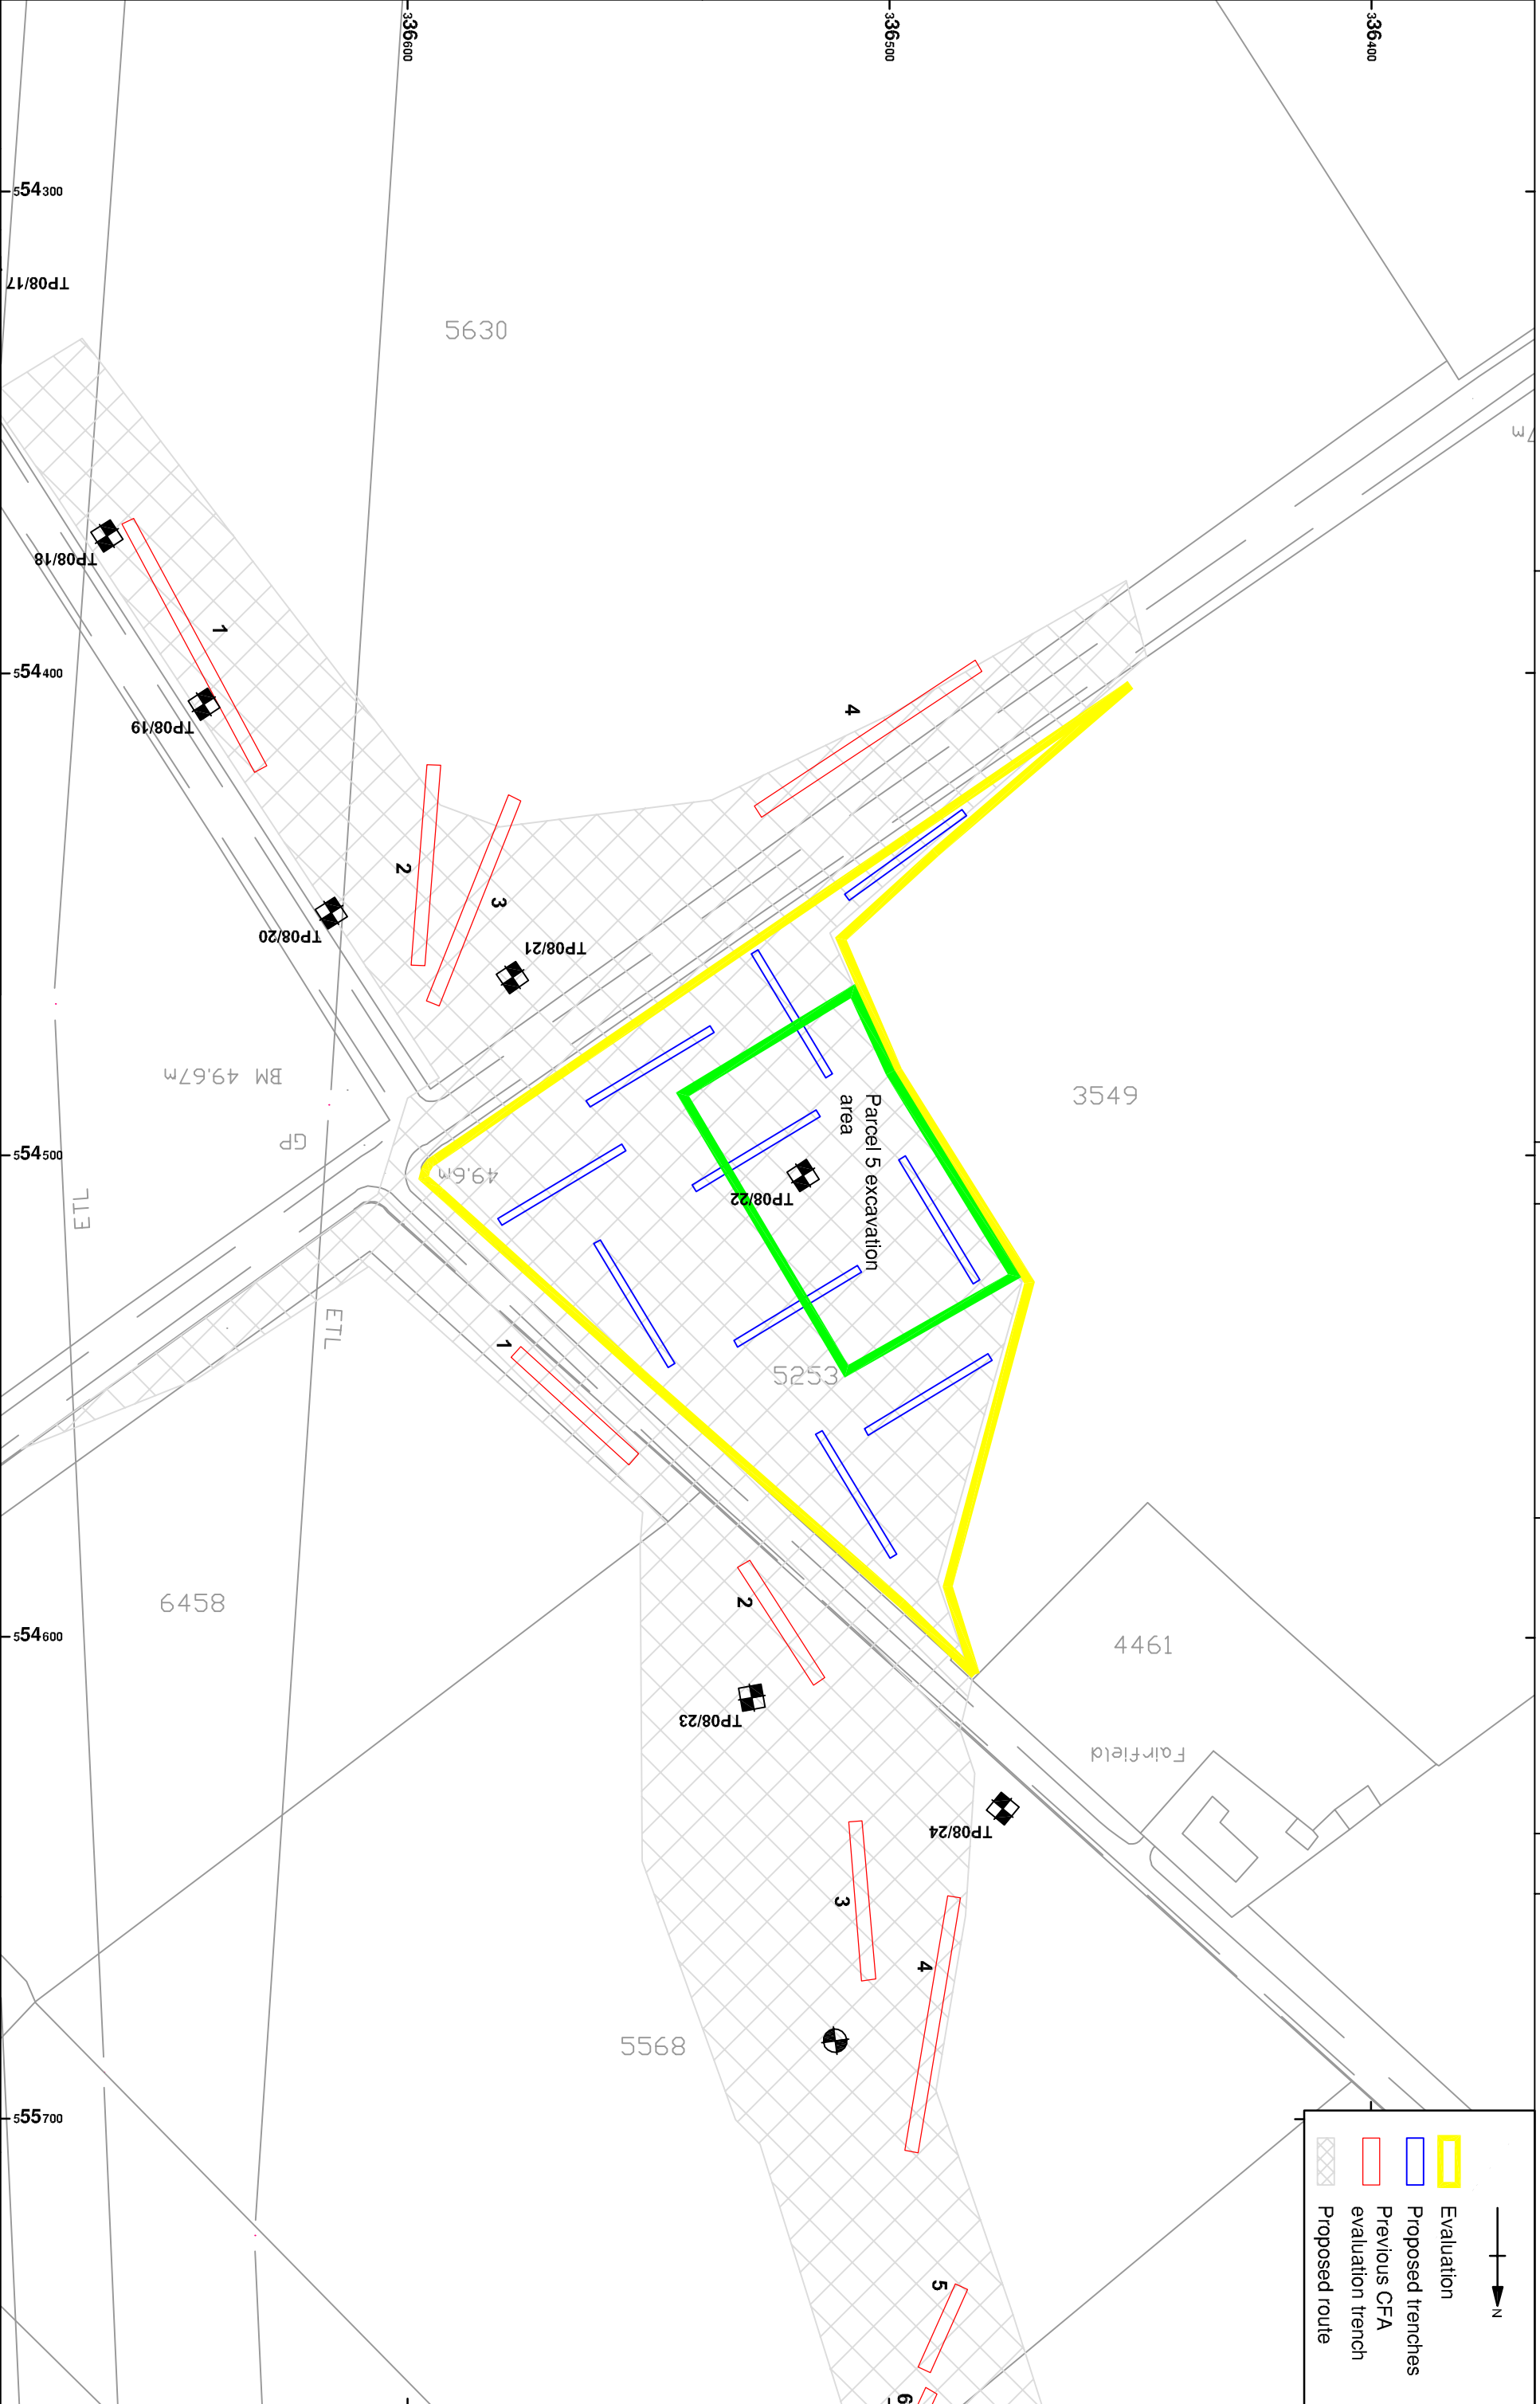 336600
336500
336400
554300
554400
554500
554600
555700
TP08/17
5630
7m
TP08/18
1
TP08/19
4
2
3
TP08/20
TP08/21
BM 49.67m
GP
49.6m
ETL
ETL
3549
Parcel 5 excavation
area
TP08/22
5253
1
6458
2
TP08/23
4461
Fairfield
TP08/24
3
4
5568
5
6
N
Evaluation
Proposed trenches
Previous CFA
evaluation trench
Proposed route